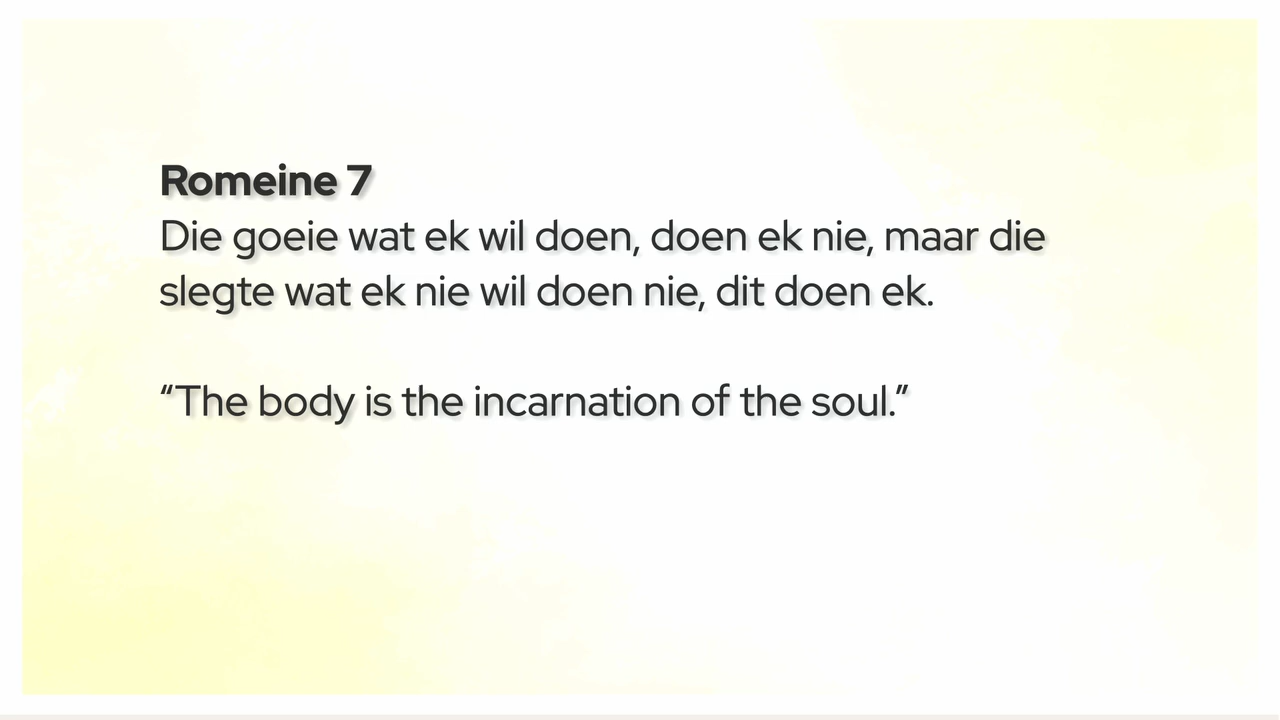 Romeine 7
Die goeie wat ek wil doen, doen ek nie, maar die
slegte wat ek nie wil doen nie, dit doen ek.
“The body is the incarnation of the soul.”